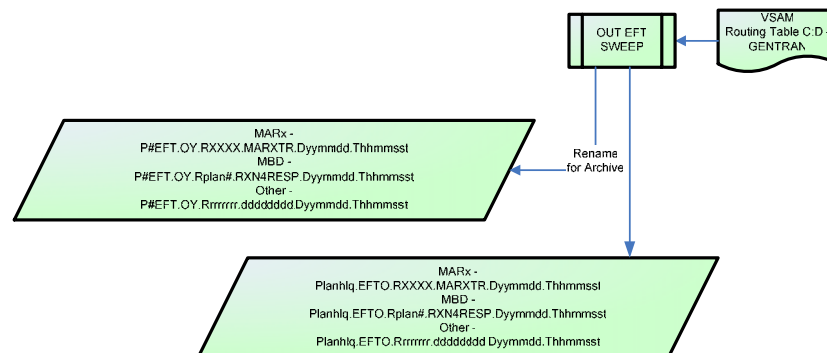 OUT EFT
SWEEP
VSAM
Routing Table C:D -
GENTRAN
Rename
for Archive
MARx -
P#EFT.OY.RXXXX.MARXTR.Dyymmdd.Thhmmsst
MBD -
P#EFT.OY.Rplan#.RXN4RESP.Dyymmdd.Thhmmsst
Other -
P#EFT.OY.Rrrrrrr.dddddddd.Dyymmdd.Thhmmsst
MARx -
Planhlq.EFTO.RXXXX.MARXTR.Dyymmdd.Thhmmsst
MBD -
Planhlq.EFTO.Rplan#.RXN4RESP.Dyymmdd.Thhmmsst
Other -
Planhlq.EFTO.Rrrrrrr.dddddddd.Dyymmdd.Thhmmsst